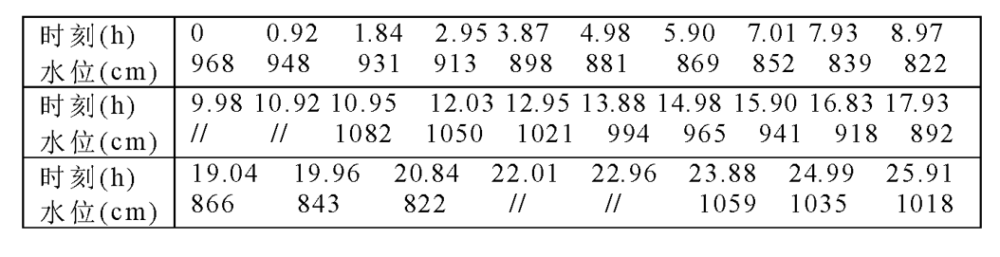 时刻(h) 0 0.92 1.84 2.95 3.87 4.98 5.90 7.01 7.93 8.97
水位(cm) 968 948 931 913 898 881 869 852 839 822
时刻(h) 9.98 10.92 10.95 12.03 12.95 13.88 14.98 15.90 16.83 17.93
水位(cm) // // 1082 1050 1021 994 965 941 918 892
时刻(h) 19.04 19.96 20.84 22.01 22.96 23.88 24.99 25.91
水位(cm) 866 843 822 // // 1059 1035 1018